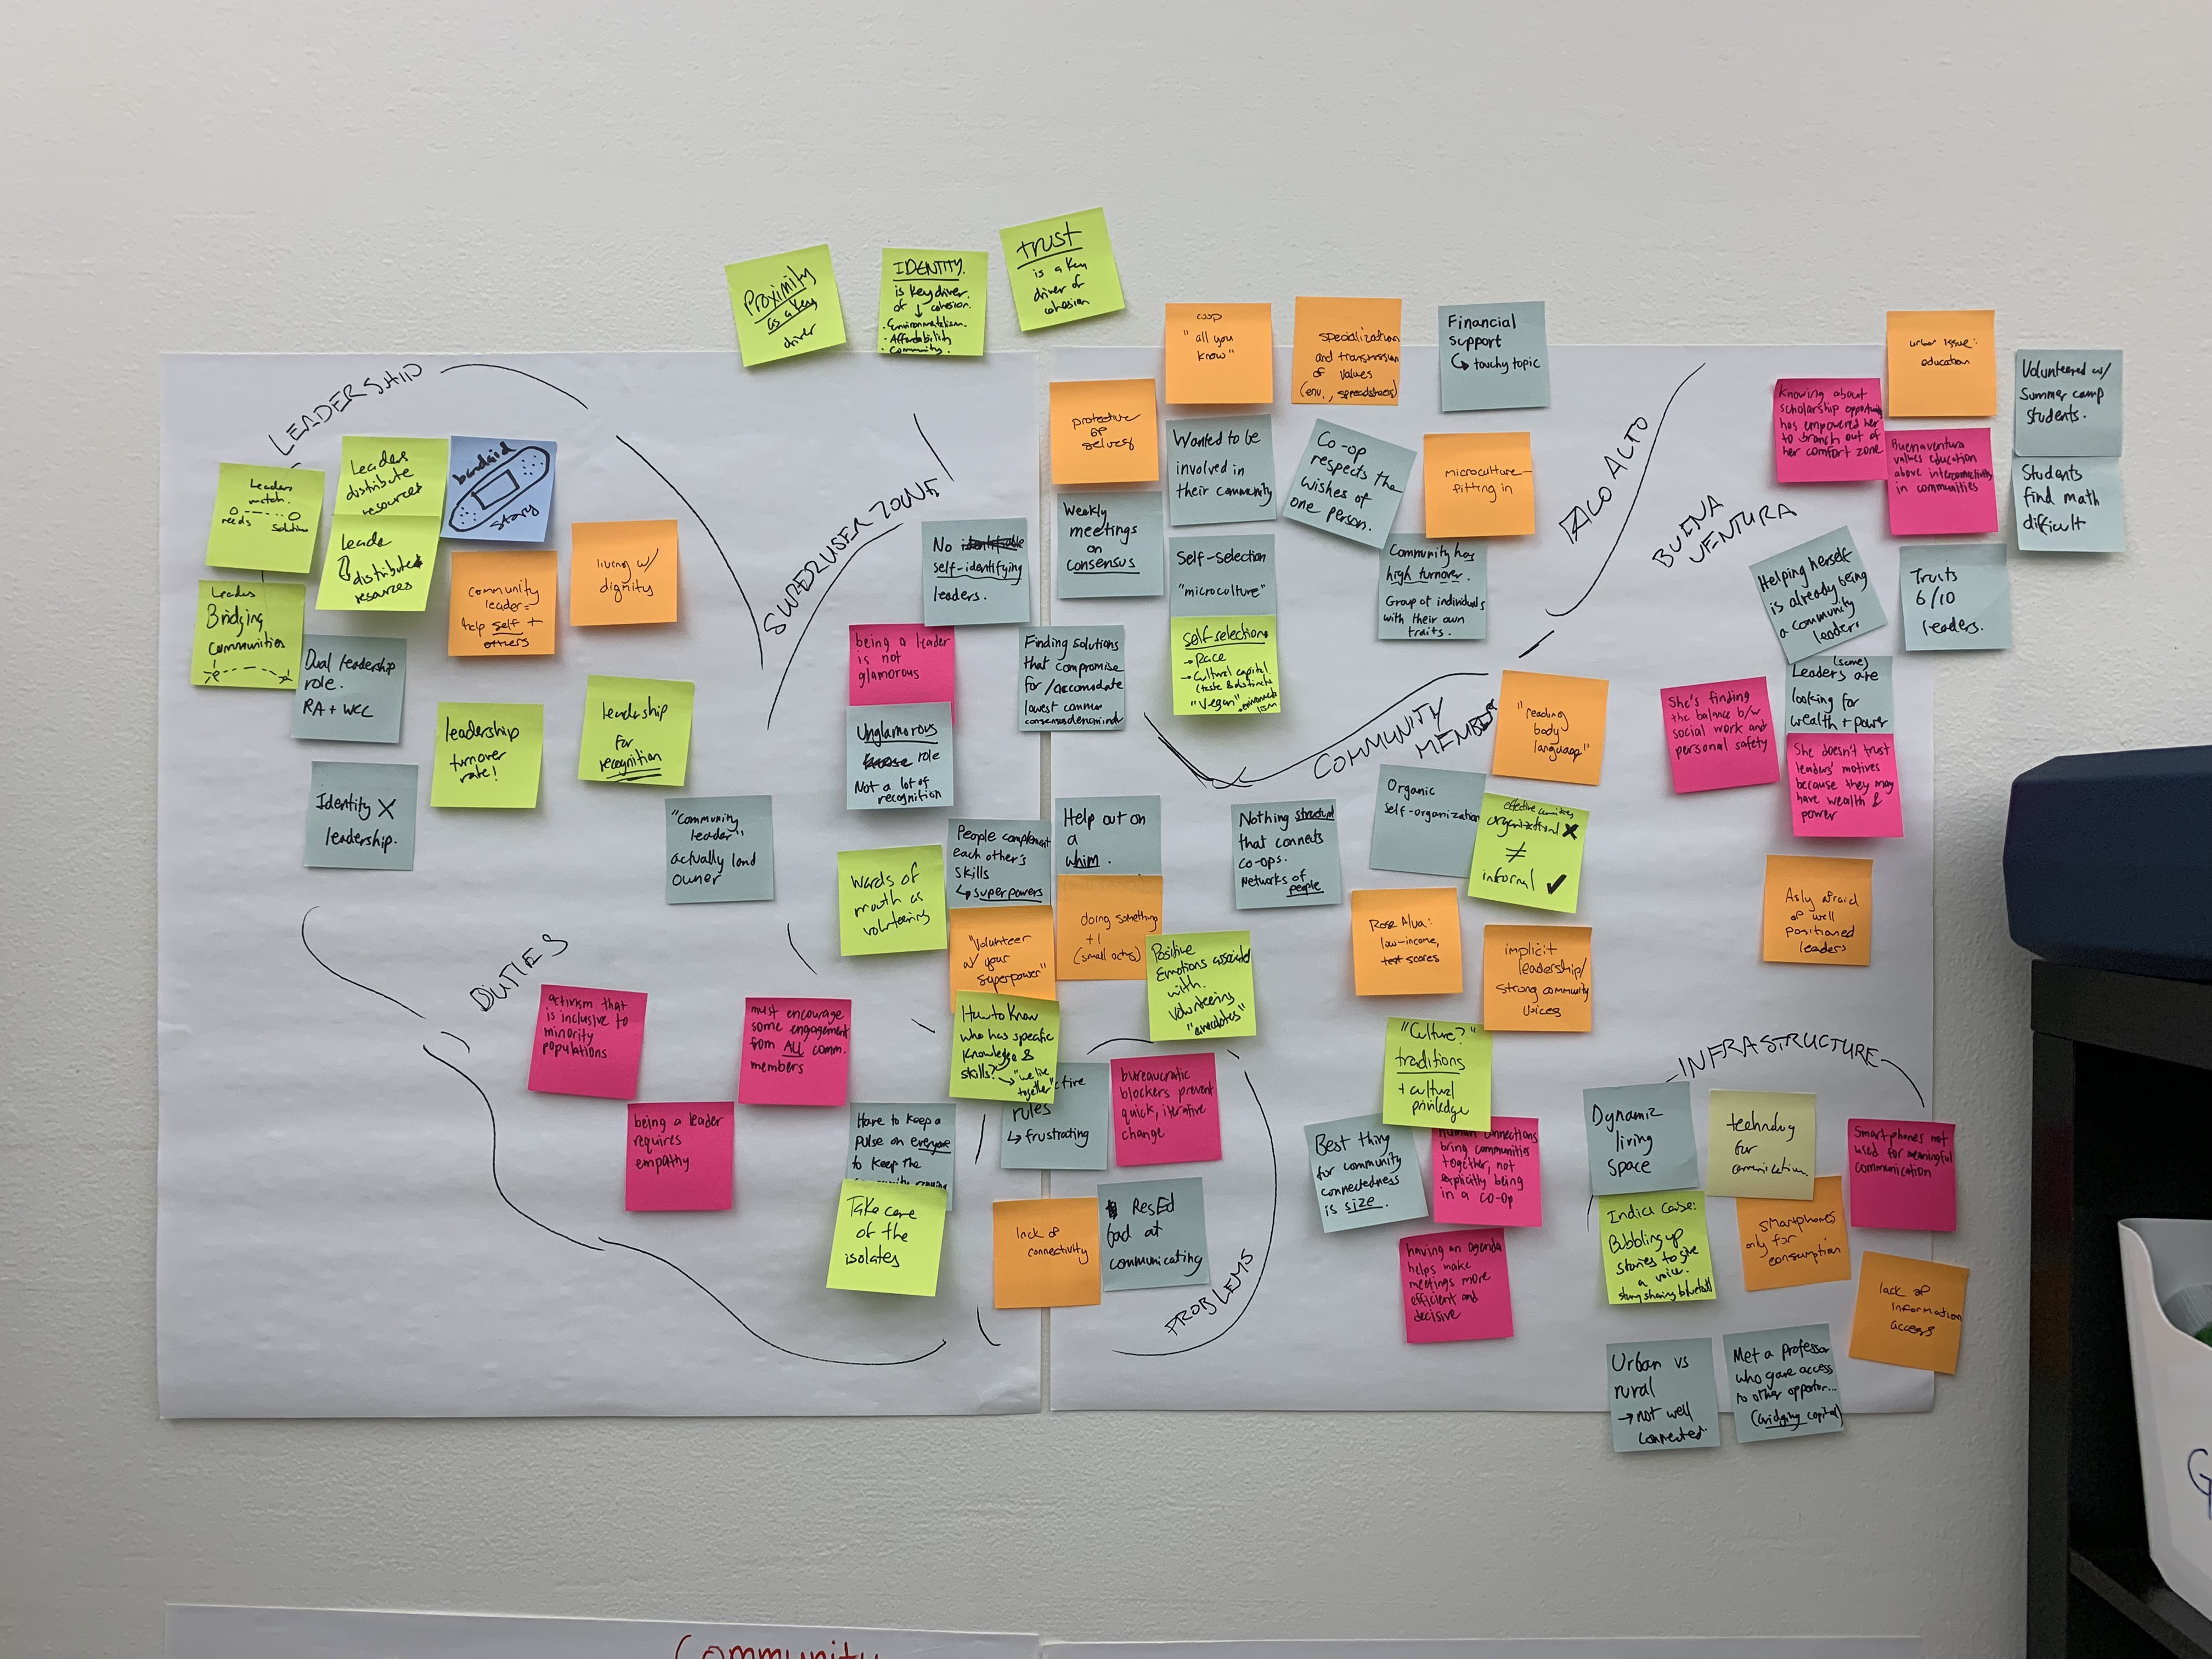 Proximity
as a key
driver
IDENTITY
is key driver
of ↓ cohesion.
· Environmetalism.
· Affordability
· Community.
trust
is a key
driver of
cohesion
LEADERSHIP
Leaders
match.
needs
solutions
Leaders
distribute
resources
bandaid
story
Leader
distributes
resources
Leaders
Bridging
communities
community
leader =
help self +
others
living w/
dignity
Dual leadership
role.
RA + WCC
leadership
turnover
rate!
leadership
for
recognition
Identity X
leadership.
"Community
leader"
actually land
owner
SUPERUSER ZONE
No identifiable
self-identifying
leaders.
being a leader
is not
glamorous
Unglamorous
role
Not a lot of
recognition
Finding solutions
that compromise
for/accomodate
lowest common
People complement
each other's
skills
↳ superpowers
Words of
mouth as
volunteering
"Volunteer
w/ your
superpower"
How to know
who has specific
knowledge &
skills?
→ "we live
together"
Help out on
a
whim.
doing something
+1
(small acts)
Positive
Emotions associated
with
volunteering
"anecdotes"
DUTIES
activism that
is inclusive to
minority
populations
must encourage
some engagement
from ALL comm.
members
being a leader
requires
empathy
Have to keep a
pulse on everyone
to keep the
Take care
of the
isolates
rules
↳ frustrating
bureaucratic
blockers prevent
quick, iterative
change
lack of
connectivity
ResEd
bad at
communicating
PROBLEMS
coop
"all you
know"
specialization
and transmission
of values
(env., spreadsheets)
Financial
support
↳ touchy topic
protective
of
selves
Wanted to be
involved in
their community
Co-op
respects the
wishes of
one person.
microculture
fitting in
Weekly
meetings
on
consensus
Self-selection
"microculture"
Community has
high turnover.
Group of individuals
with their own
traits.
Self-selection
→ Race
→ Cultural capital
"Vegan"
PALO ALTO
COMMUNITY
MEMBERS
"reading
body
language"
Nothing structural
that connects
co-ops.
Networks of
people
Organic
self-organization
effective communities
organizational X
≠
informal ✓
Rose Alua:
low-income,
test scores
implicit
leadership/
strong community
voices
"Culture?"
traditions
+ cultural
priviledge
Best thing
for community
connectedness
is size.
human connections
bring communities
together, not
explicitly being
in a co-op
having an agenda
helps make
meetings more
efficient and
decisive
BUENA
VENTURA
Knowing about
scholarship opportunity
has empowered her
to branch out of
her comfort zone
urban issue:
education
Volunteered w/
Summer camp
students.
Buenaventura
values education
above interconnectivity
in communities
Students
find math
difficult
Helping herself
is already being
a community
leader
Trusts
6/10
leaders.
She's finding
the balance b/w
social work and
personal safety
(some)
Leaders are
looking for
wealth + power
She doesn't trust
leaders' motives
because they may
have wealth &
power
Asly afraid
of well
positioned
leaders
INFRASTRUCTURE
Dynamic
living
space
technology
for
communication
Smartphones not
used for meaningful
communication
Indica case:
Bubbling up
stories to give
a voice.
story sharing bluetooth
smartphones
only for
consumption
lack of
information
access
Urban vs
rural
→ not well
connected
Met a professor
who gave access
to other opportun...
(bridging capital)
Community